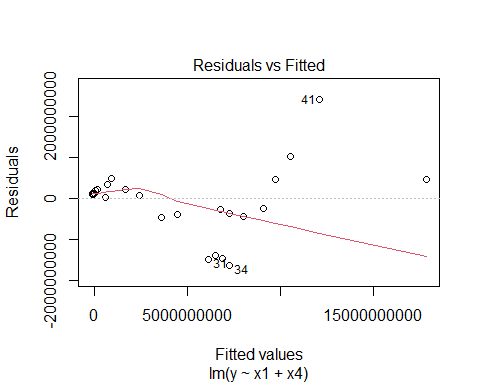 Residuals vs Fitted
Residuals
2000000000
0
-2000000000
41
31
34
0 5000000000 15000000000
Fitted values
lm(y ~ x1 + x4)